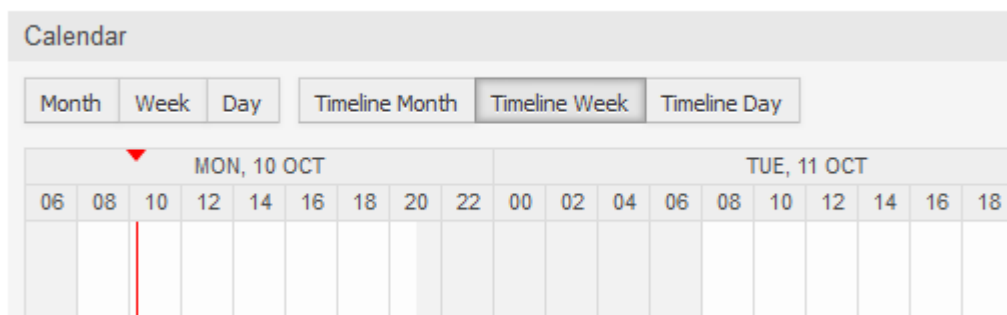 Calendar
Month Week Day Timeline Month Timeline Week Timeline Day
MON, 10 OCT TUE, 11 OCT
06 08 10 12 14 16 18 20 22 00 02 04 06 08 10 12 14 16 18